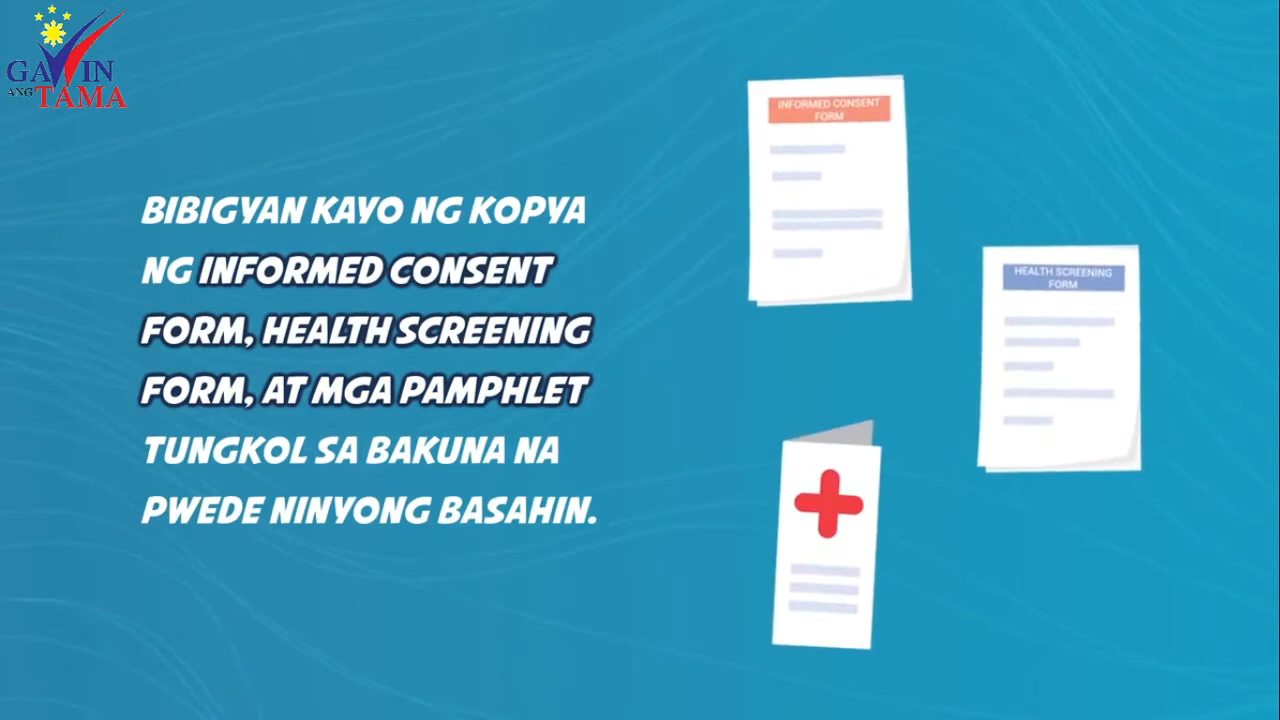 GAWIN
ANG TAMA
BIBIGYAN KAYO NG KOPYA
NG INFORMED CONSENT
FORM, HEALTH SCREENING
FORM, AT MGA PAMPHLET
TUNGKOL SA BAKUNA NA
PWEDE NINYONG BASAHIN.
INFORMED CONSENT
FORM
HEALTH SCREENING
FORM